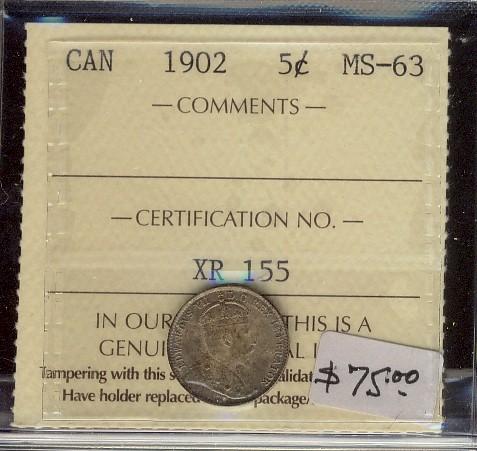 CAN 1902 5¢ MS-63
— COMMENTS —
— CERTIFICATION NO. —
XR 155
IN OUR THIS IS A
Tampering with this
Have holder replaced package
$75.00